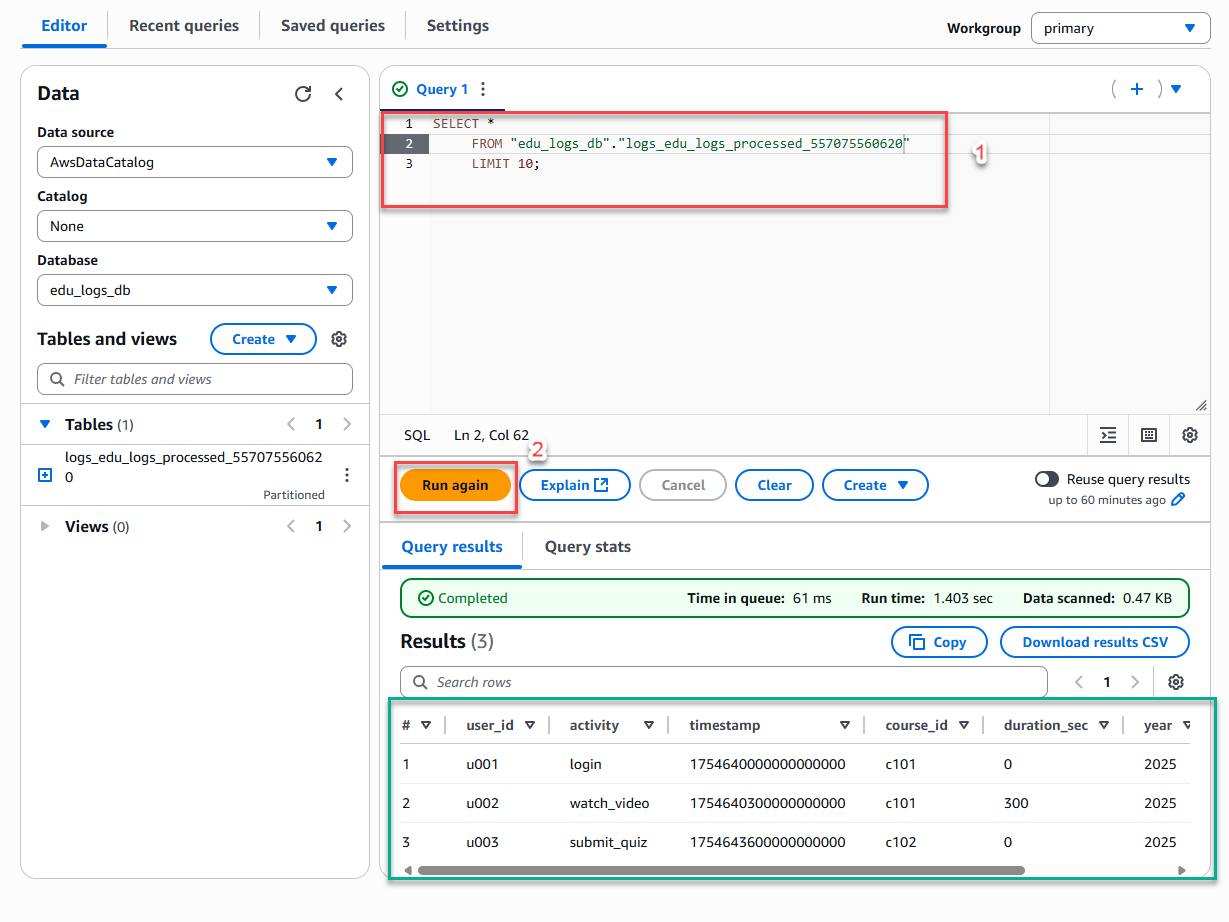 Editor Recent queries Saved queries Settings Workgroup primary
Data
Data source
AwsDataCatalog
Catalog
None
Database
edu_logs_db
Tables and views Create
Filter tables and views
Tables (1) 1
logs_edu_logs_processed_55707556062
0
Partitioned
Views (0) 1
Query 1
1 SELECT *
2 FROM "edu_logs_db"."logs_edu_logs_processed_557075560620"
3 LIMIT 10;
1
SQL Ln 2, Col 62
2
Run again Explain Cancel Clear Create Reuse query results
up to 60 minutes ago
Query results Query stats
Completed Time in queue: 61 ms Run time: 1.403 sec Data scanned: 0.47 KB
Results (3) Copy Download results CSV
Search rows 1
# user_id activity timestamp course_id duration_sec year
1 u001 login 1754640000000000000 c101 0 2025
2 u002 watch_video 1754640300000000000 c101 300 2025
3 u003 submit_quiz 1754643600000000000 c102 0 2025